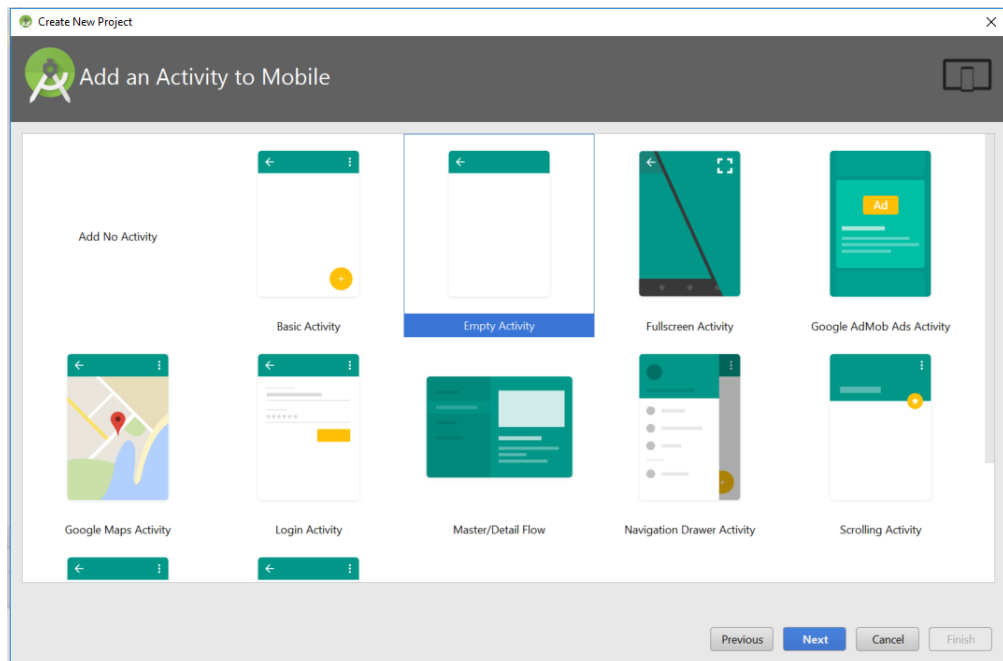 Create New Project
Add an Activity to Mobile
Add No Activity
Basic Activity
Empty Activity
Fullscreen Activity
Ad
Google AdMob Ads Activity
Google Maps Activity
Login Activity
Master/Detail Flow
Navigation Drawer Activity
Scrolling Activity
Previous
Next
Cancel
Finish